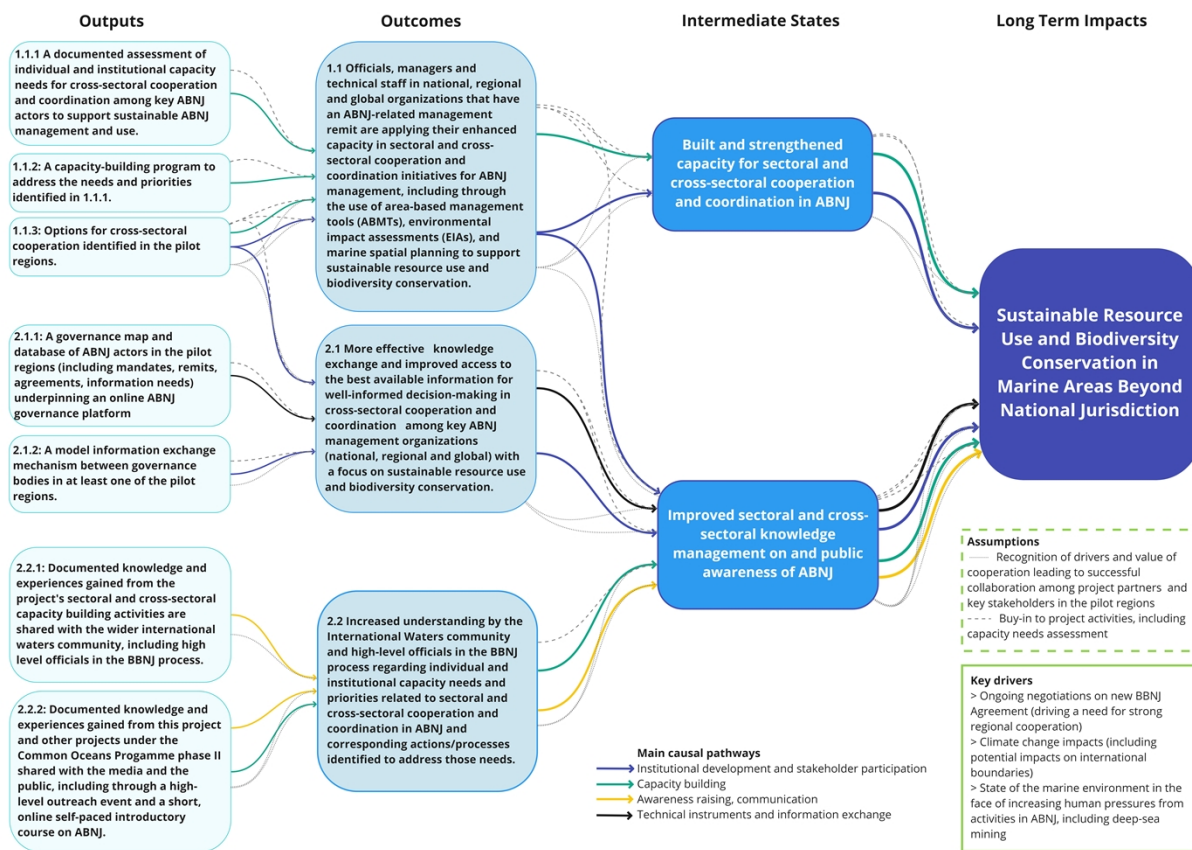 Outputs
Outcomes
Intermediate States
Long Term Impacts
1.1.1 A documented assessment of
individual and institutional capacity
needs for cross-sectoral cooperation
and coordination among key ABNJ
actors to support sustainable ABNJ
management and use.
1.1.2: A capacity-building program to
address the needs and priorities
identified in 1.1.1.
1.1.3: Options for cross-sectoral
cooperation identified in the pilot
regions.
2.1.1: A governance map and
database of ABNJ actors in the pilot
regions (including mandates, remits,
agreements, information needs)
underpinning an online ABNJ
governance platform
2.1.2: A model information exchange
mechanism between governance
bodies in at least one of the pilot
regions.
2.2.1: Documented knowledge and
experiences gained from the
project's sectoral and cross-sectoral
capacity building activities are
shared with the wider international
waters community, including high
level officials in the BBNJ process.
2.2.2: Documented knowledge and
experiences gained from this project
and other projects under the
Common Oceans Progamme phase II
shared with the media and the
public, including through a high-
level outreach event and a short,
online self-paced introductory
course on ABNJ.
1.1 Officials, managers and
technical staff in national, regional
and global organizations that have
an ABNJ-related management
remit are applying their enhanced
capacity in sectoral and cross-
sectoral cooperation and
coordination initiatives for ABNJ
management, including through
the use of area-based management
tools (ABMTs), environmental
impact assessments (EIAs), and
marine spatial planning to support
sustainable resource use and
biodiversity conservation.
2.1 More effective knowledge
exchange and improved access to
the best available information for
well-informed decision-making in
cross-sectoral cooperation and
coordination among key ABNJ
management organizations
(national, regional and global) with
a focus on sustainable resource use
and biodiversity conservation.
2.2 Increased understanding by the
International Waters community
and high-level officials in the BBNJ
process regarding individual and
institutional capacity needs and
priorities related to sectoral and
cross-sectoral cooperation and
coordination in ABNJ and
corresponding actions/processes
identified to address those needs.
Built and strengthened
capacity for sectoral and
cross-sectoral cooperation
and coordination in ABNJ
Improved sectoral and cross-
sectoral knowledge
management on and public
awareness of ABNJ
Sustainable Resource
Use and Biodiversity
Conservation in
Marine Areas Beyond
National Jurisdiction
Main causal pathways
Institutional development and stakeholder participation
Capacity building
Awareness raising, communication
Technical instruments and information exchange
Assumptions
Recognition of drivers and value of
cooperation leading to successful
collaboration among project partners and
key stakeholders in the pilot regions
Buy-in to project activities, including
capacity needs assessment
Key drivers
> Ongoing negotiations on new BBNJ
Agreement (driving a need for strong
regional cooperation)
> Climate change impacts (including
potential impacts on international
boundaries)
> State of the marine environment in the
face of increasing human pressures from
activities in ABNJ, including deep-sea
mining